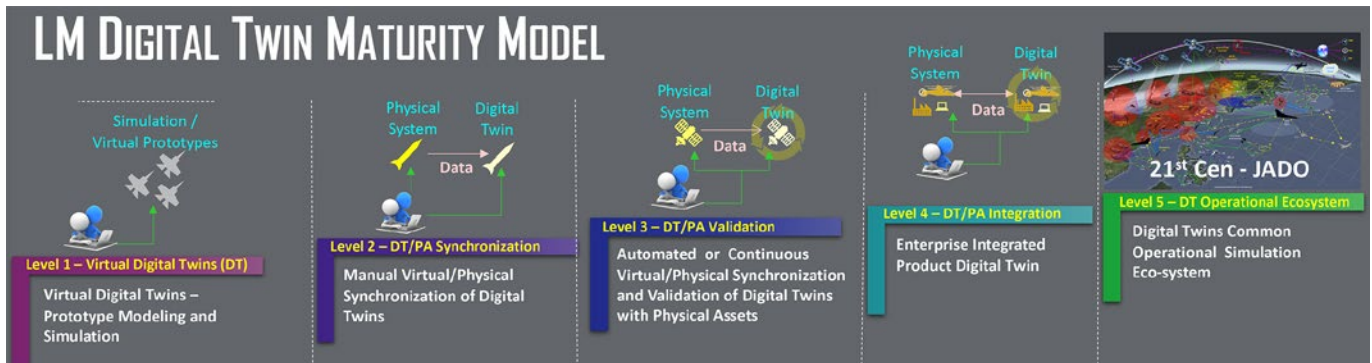 LM DIGITAL TWIN MATURITY MODEL
Simulation /
Virtual Prototypes
Level 1 – Virtual Digital Twins (DT)
Virtual Digital Twins –
Prototype Modeling and
Simulation
Physical
System
Digital
Twin
Data
Level 2 – DT/PA Synchronization
Manual Virtual/Physical
Synchronization of Digital
Twins
Physical
System
Digital
Twin
Data
Level 3 – DT/PA Validation
Automated or Continuous
Virtual/Physical Synchronization
and Validation of Digital Twins
with Physical Assets
Physical
System
Digital
Twin
Data
Level 4 – DT/PA Integration
Enterprise Integrated
Product Digital Twin
21st Cen - JADO
Level 5 – DT Operational Ecosystem
Digital Twins Common
Operational Simulation
Eco-system